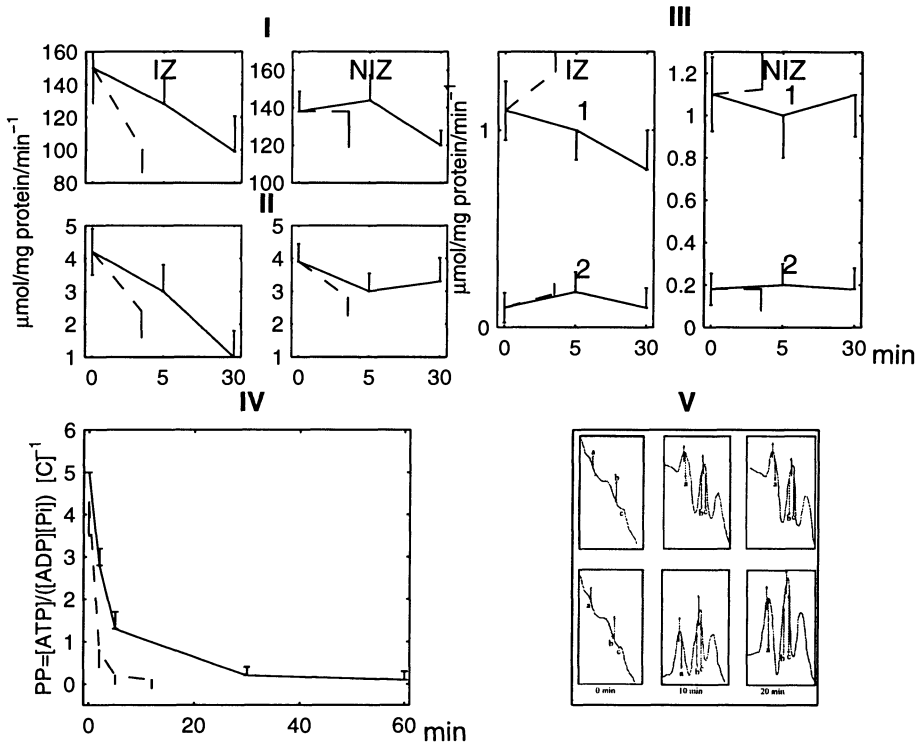 I
III
160
140
120
100
80
IZ
160
140
120
100
NIZ
µmol/mg protein/min⁻¹
II
5
4
3
2
1
0
5
30
5
4
3
2
1
0
5
30
1
0
IZ
1
2
0
5
30
µmol/mg protein/min⁻¹
1.2
1
0.8
0.6
0.4
0.2
0
NIZ
1
2
0
5
30
min
IV
V
6
5
4
3
2
1
0
PP=[ATP]/([ADP][Pi]) [C]⁻¹
0
20
40
60
min
a
b
c
a
b
c
a
b
c
a
b
c
a
b
c
a
b
c
0 min
10 min
20 min